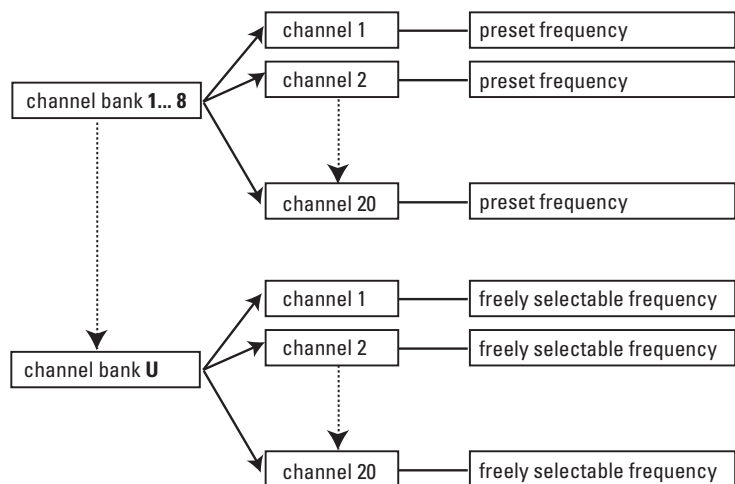 channel 1 preset frequency
channel 2 preset frequency
channel bank 1... 8
channel 20 preset frequency
channel 1 freely selectable frequency
channel 2 freely selectable frequency
channel bank U
channel 20 freely selectable frequency